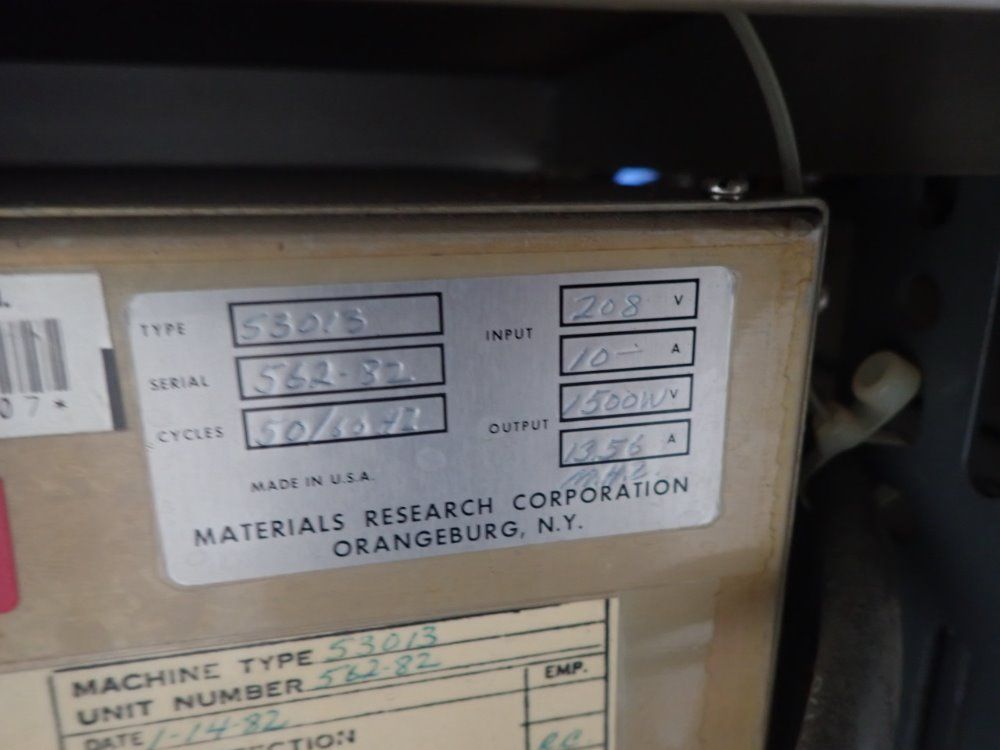 07*
TYPE 53013
SERIAL 562-82
CYCLES 50/60 HZ
MADE IN U.S.A.
INPUT 208 V
10- A
OUTPUT 1500W V
13.56 A
M.H.Z.
MATERIALS RESEARCH CORPORATION
ORANGEBURG, N.Y.
MACHINE TYPE 53013
UNIT NUMBER 562-82
EMP.
DATE 1-14-82